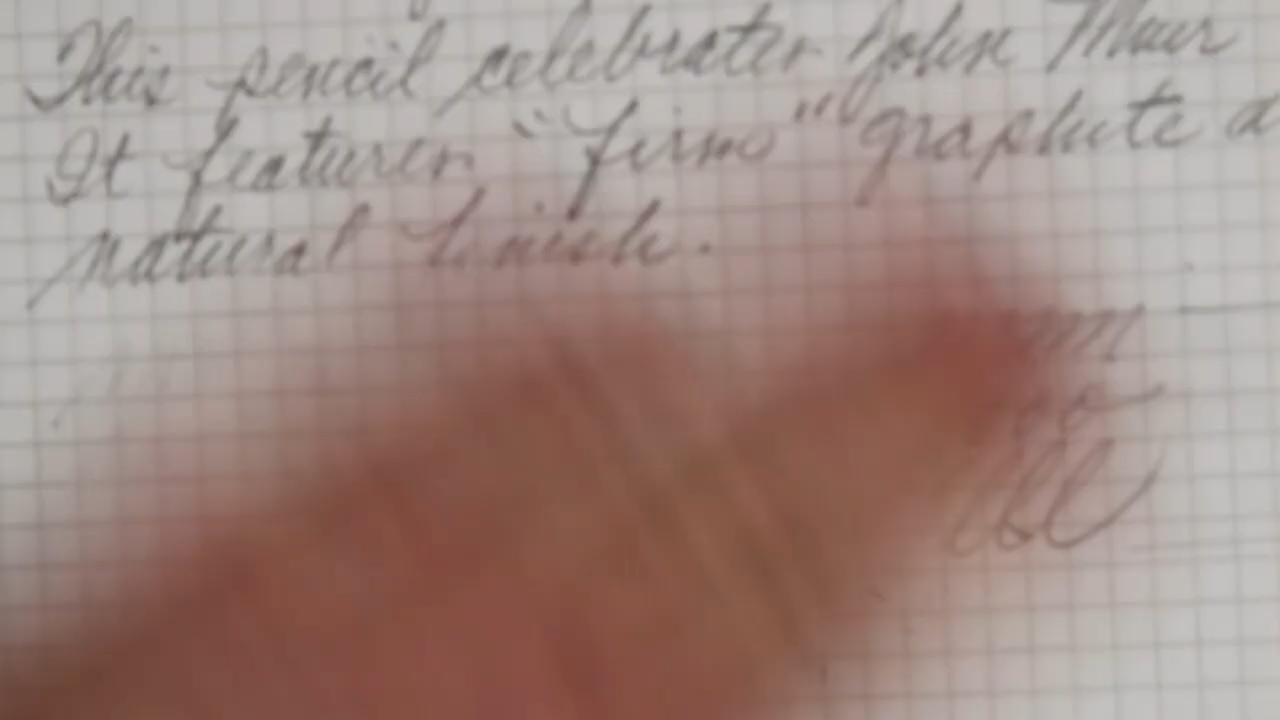 This pencil celebrates John Muir
It features "firm" graphite a
natural finish.